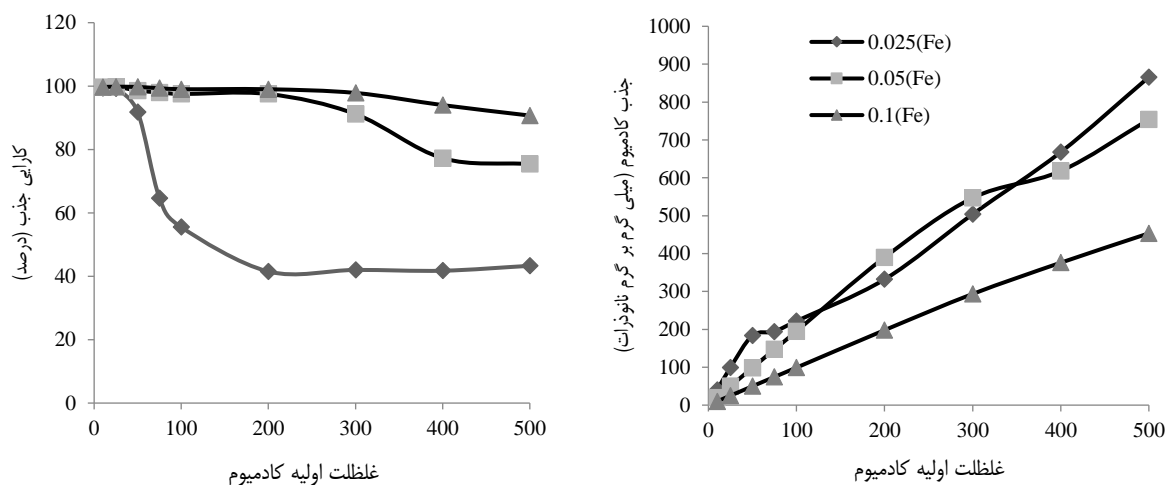 120
100
80
60
40
20
0
0 100 200 300 400 500
کارایی جذب (درصد)
غلظلت اولیه کادمیوم
1000
900
800
700
600
500
400
300
200
100
0
0 100 200 300 400 500
جذب کادمیوم (میلی گرم بر گرم نانوذرات)
غلظلت اولیه کادمیوم
0.025(Fe)
0.05(Fe)
0.1(Fe)